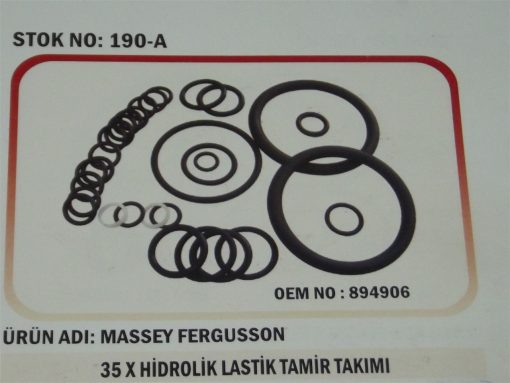 STOK NO: 190-A
OEM NO : 894906
ÜRÜN ADI: MASSEY FERGUSSON
35 X HİDROLİK LASTİK TAMİR TAKIMI